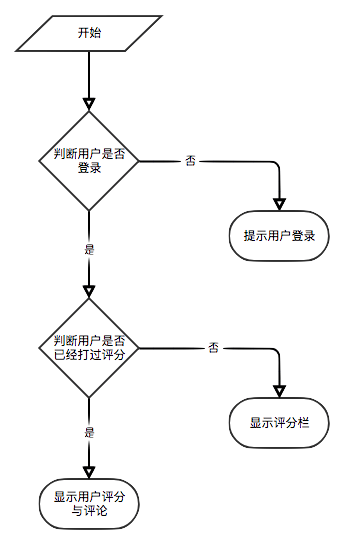 开始
判断用户是否
登录
否
提示用户登录
是
判断用户是否
已经打过评分
否
显示评分栏
是
显示用户评分
与评论